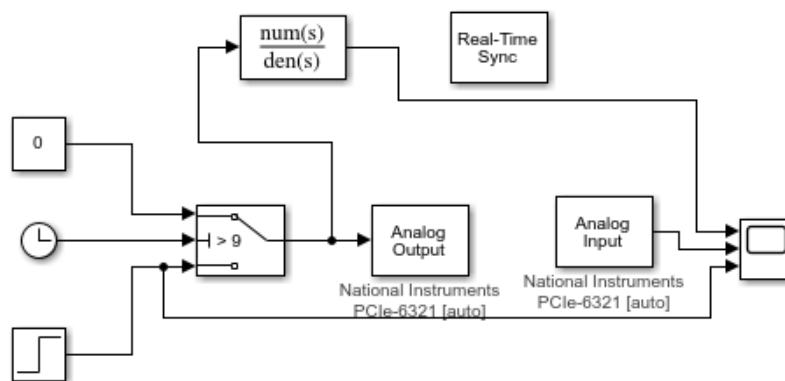 num(s)
den(s)
Real-Time
Sync
0
> 9
Analog
Output
Analog
Input
National Instruments
PCIe-6321 [auto]
National Instruments
PCIe-6321 [auto]